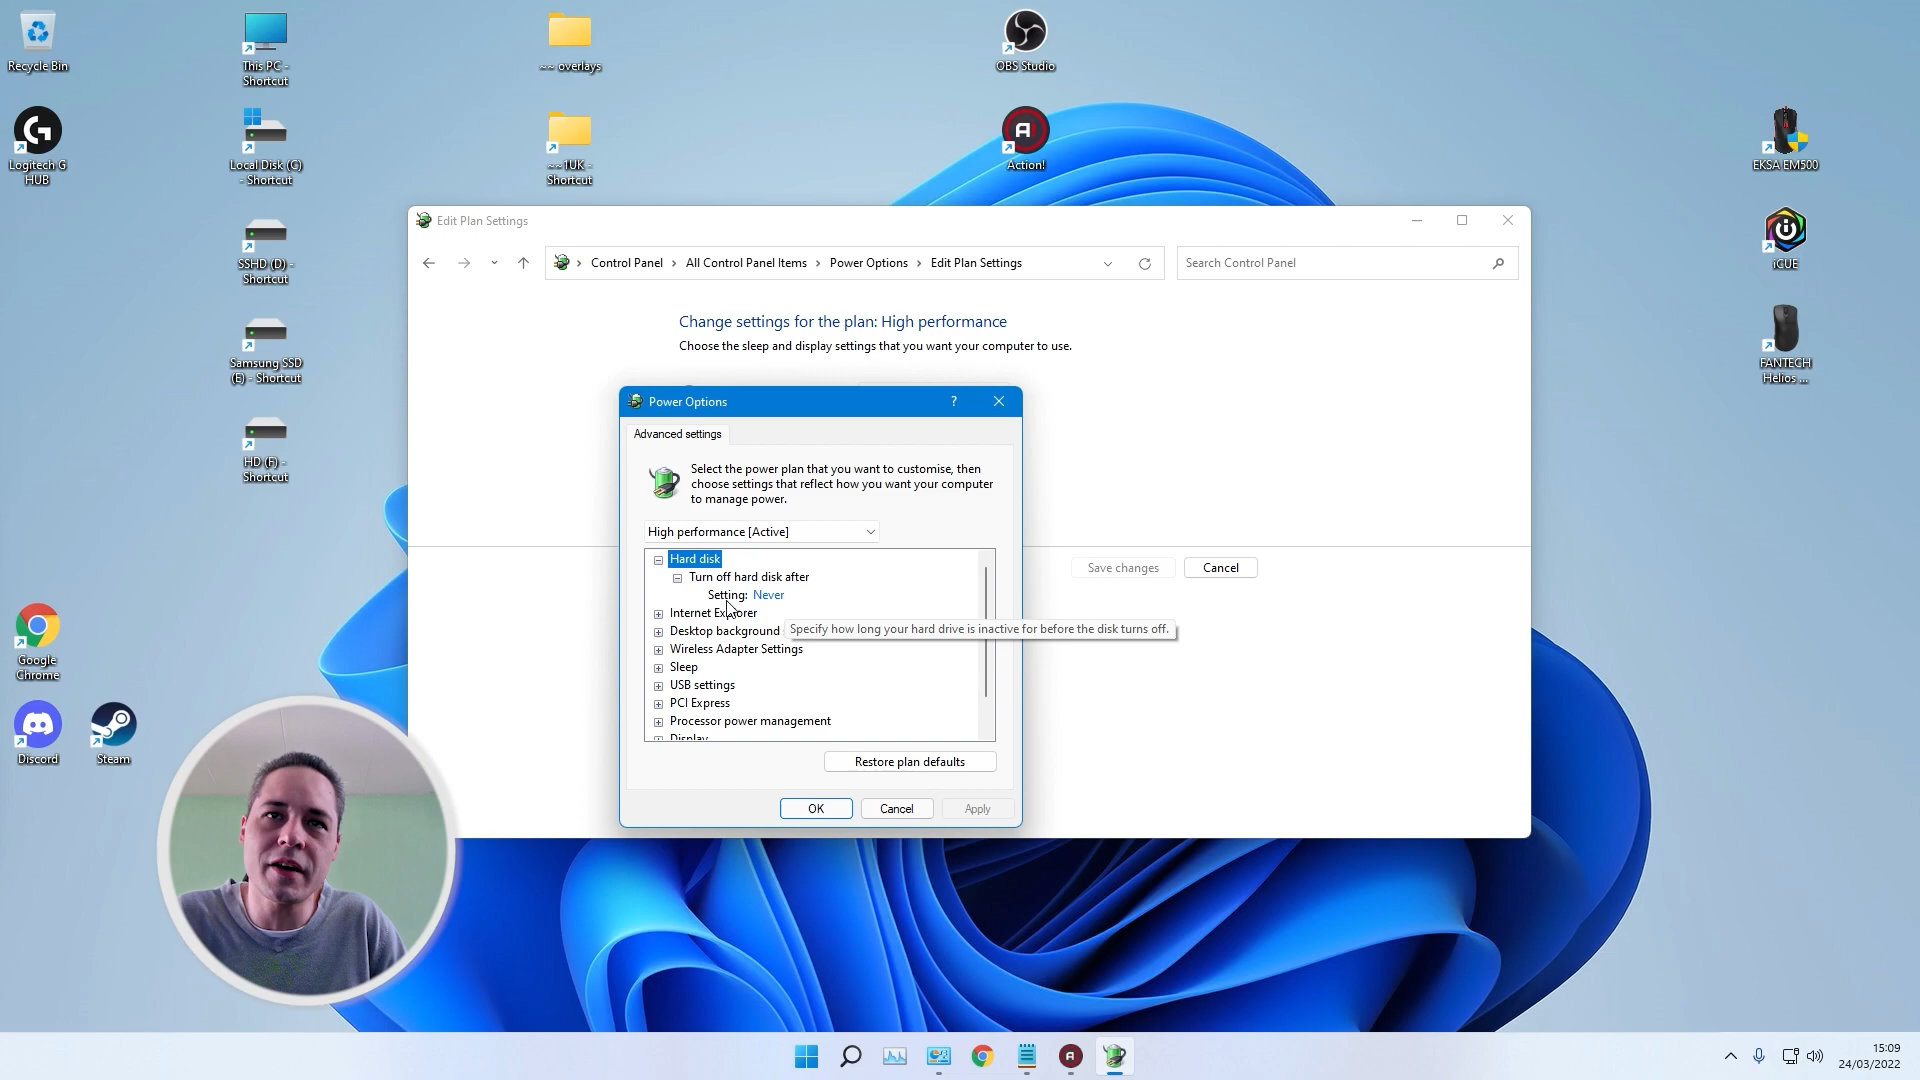 Recycle Bin
This PC -
Shortcut
~~ overlays
OBS Studio
Logitech G
HUB
Local Disk (C)
- Shortcut
~~1UK -
Shortcut
Action!
EKSA EM500
SSHD (D) -
Shortcut
iCUE
Samsung SSD
(E) - Shortcut
FANTECH
Helios ...
HD (F) -
Shortcut
Google
Chrome
Discord
Steam
Edit Plan Settings
Control Panel
All Control Panel Items
Power Options
Edit Plan Settings
Search Control Panel
Change settings for the plan: High performance
Choose the sleep and display settings that you want your computer to use.
Save changes
Cancel
Power Options
?
Advanced settings
Select the power plan that you want to customise, then
choose settings that reflect how you want your computer
to manage power.
High performance [Active]
Hard disk
Turn off hard disk after
Setting: Never
Internet Explorer
Desktop background
Specify how long your hard drive is inactive for before the disk turns off.
Wireless Adapter Settings
Sleep
USB settings
PCI Express
Processor power management
Display
Restore plan defaults
OK
Cancel
Apply
15:09
24/03/2022